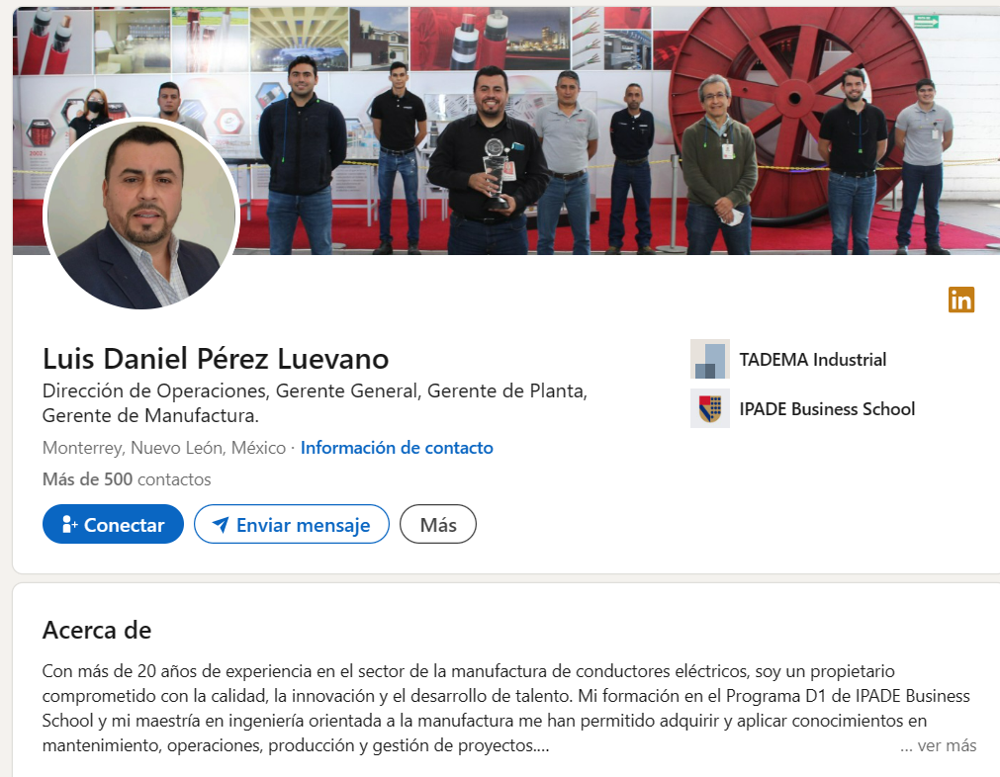 Luis Daniel Pérez Luevano
Dirección de Operaciones, Gerente General, Gerente de Planta,
Gerente de Manufactura.
Monterrey, Nuevo León, México · Información de contacto
Más de 500 contactos
Conectar
Enviar mensaje
Más
in
TADEMA Industrial
IPADE Business School
Acerca de
Con más de 20 años de experiencia en el sector de la manufactura de conductores eléctricos, soy un propietario
comprometido con la calidad, la innovación y el desarrollo de talento. Mi formación en el Programa D1 de IPADE Business
School y mi maestría en ingeniería orientada a la manufactura me han permitido adquirir y aplicar conocimientos en
mantenimiento, operaciones, producción y gestión de proyectos....
... ver más